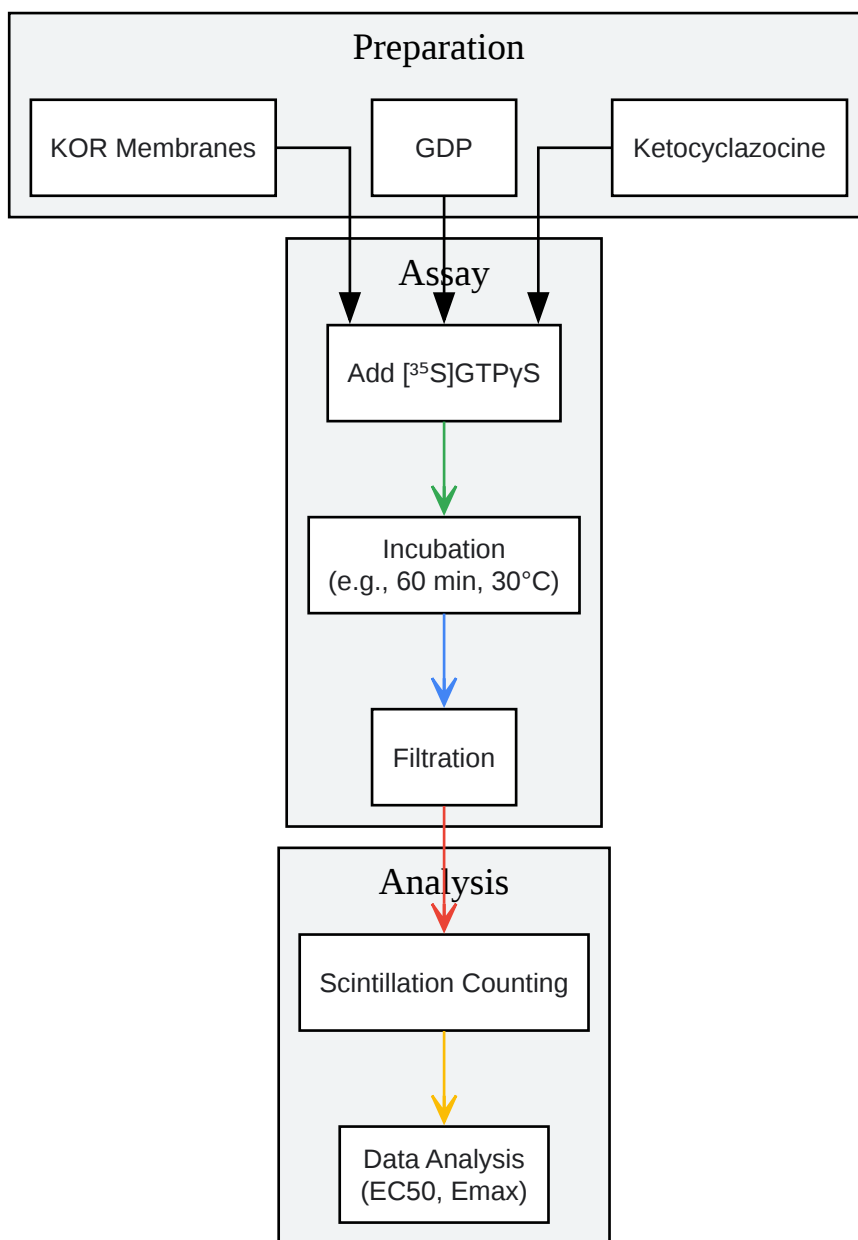 Preparation
KOR Membranes
GDP
Ketocyclazocine
Assay
Add [³⁵S]GTPγS
Incubation
(e.g., 60 min, 30°C)
Filtration
Analysis
Scintillation Counting
Data Analysis
(EC50, Emax)